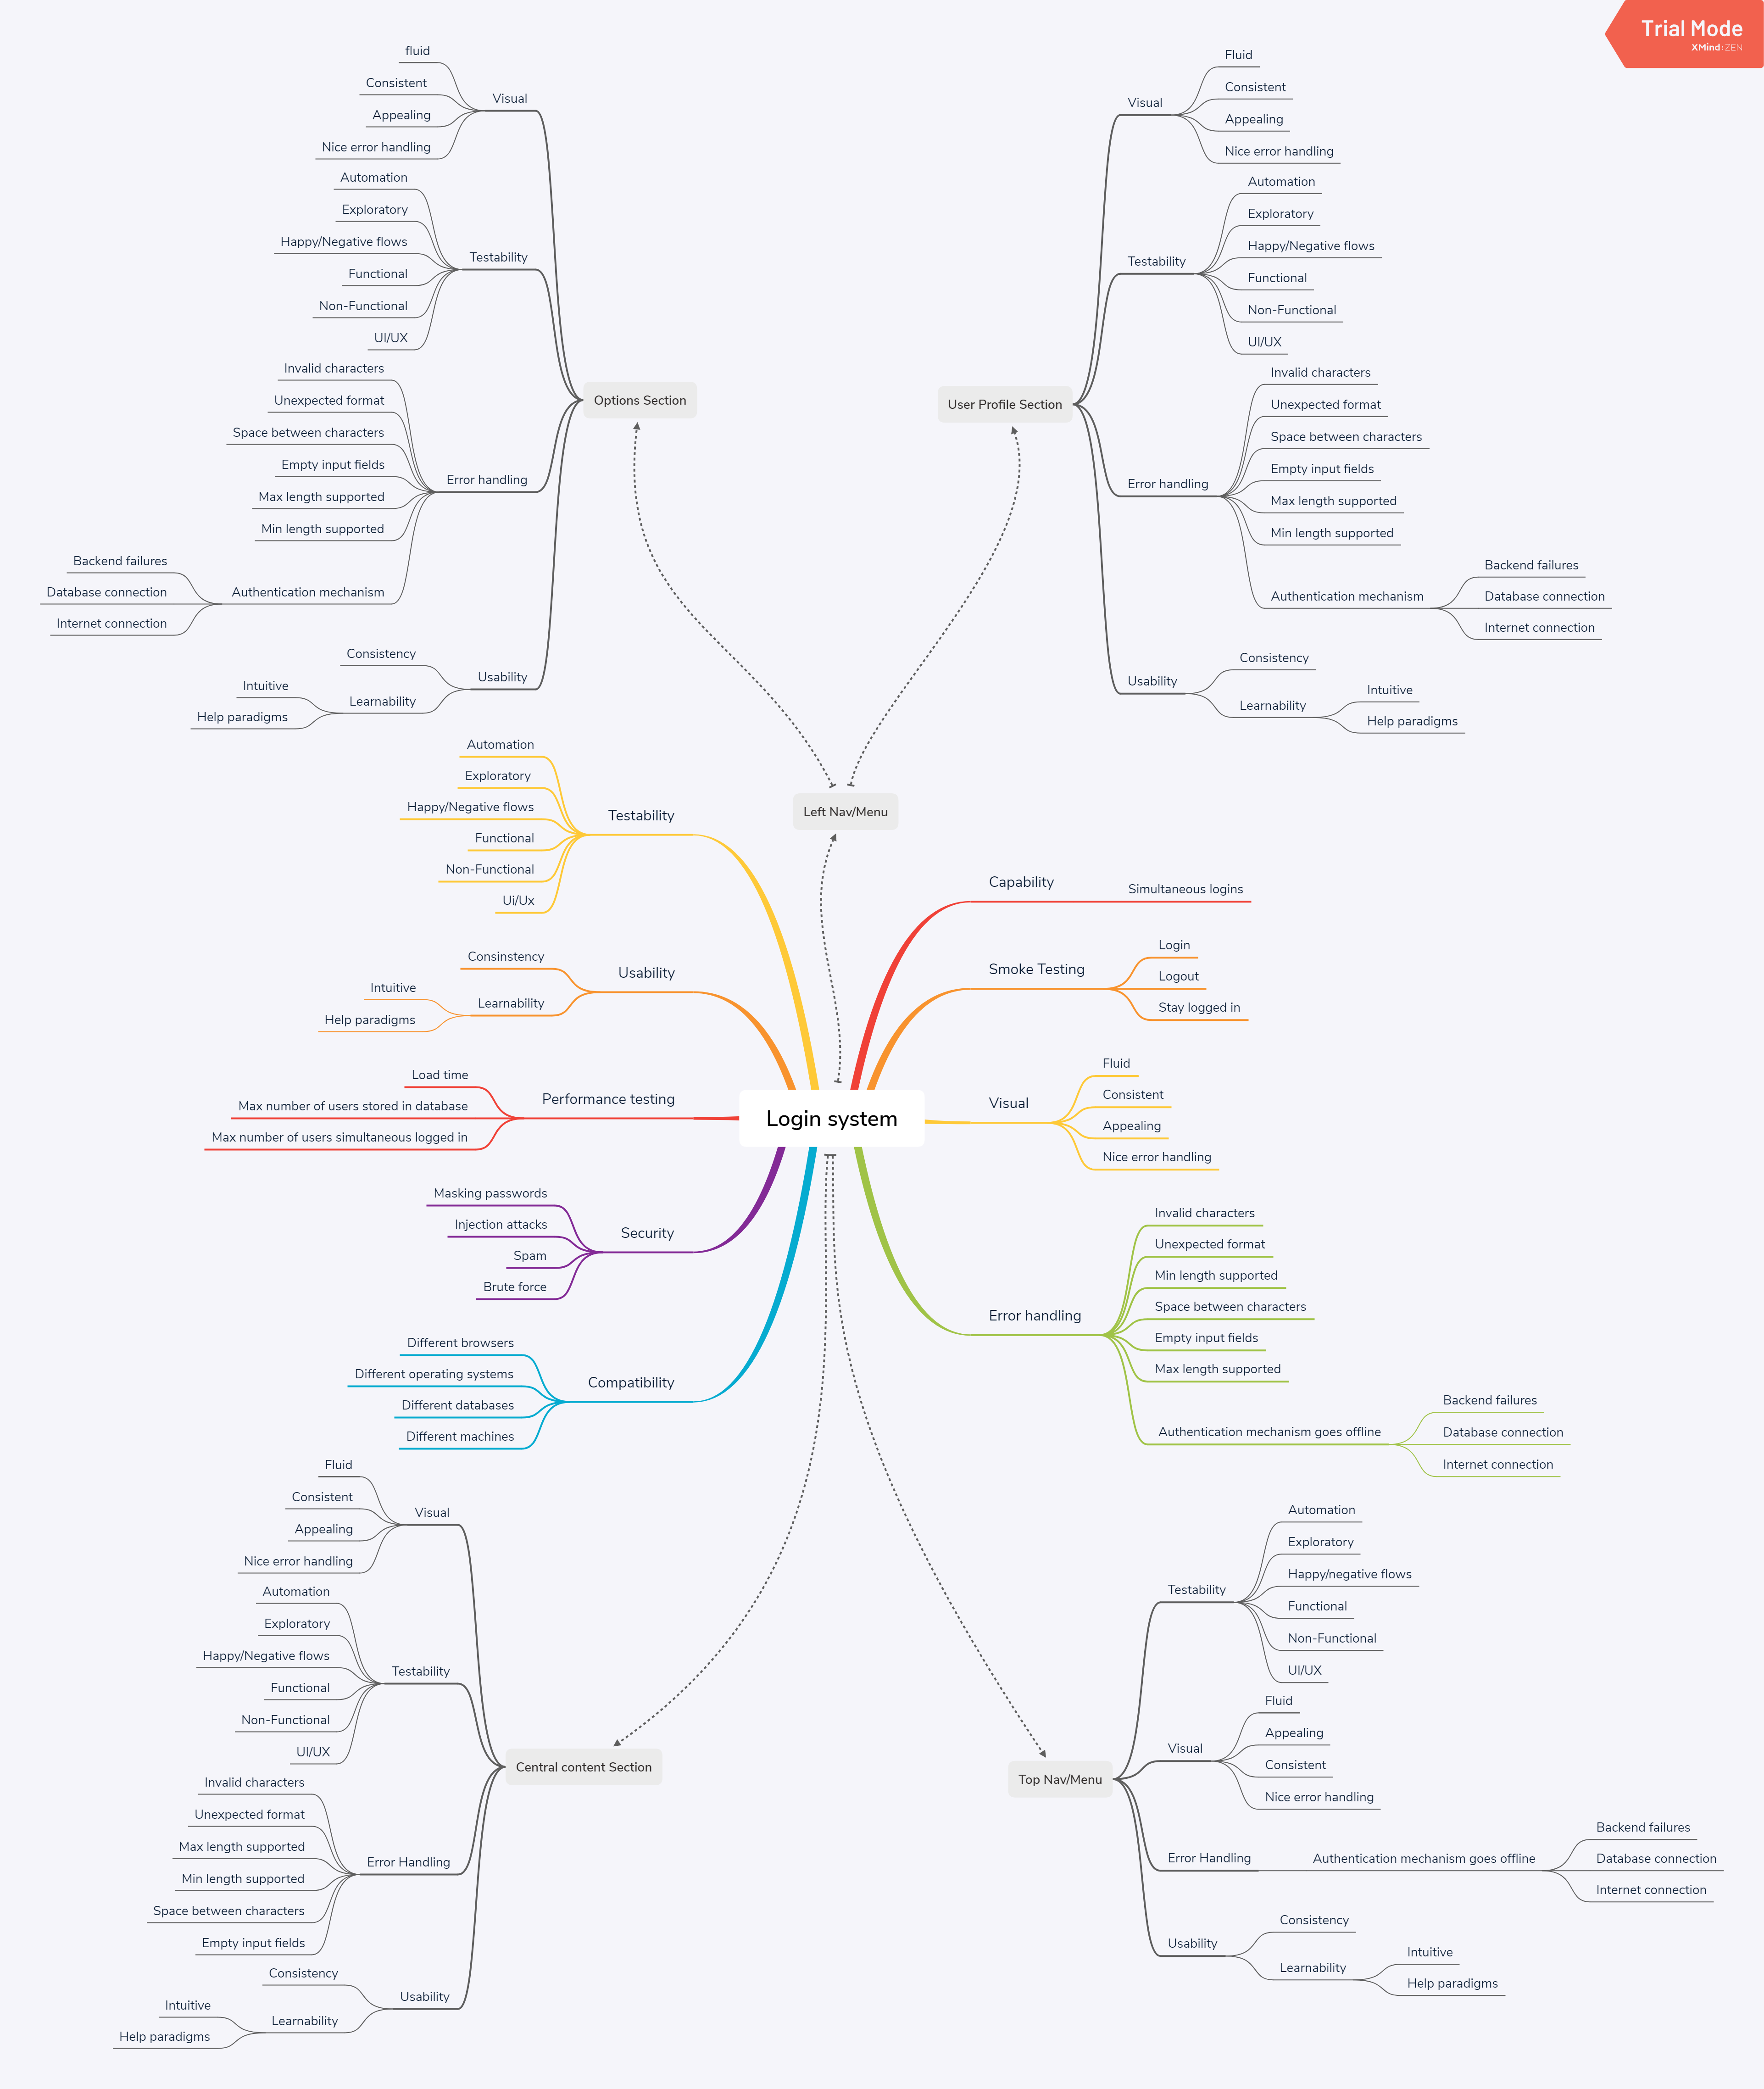 Trial Mode
XMind:ZEN
fluid
Consistent
Appealing
Nice error handling
Visual
Automation
Exploratory
Happy/Negative flows
Functional
Non-Functional
UI/UX
Testability
Invalid characters
Unexpected format
Space between characters
Empty input fields
Max length supported
Min length supported
Backend failures
Database connection
Internet connection
Authentication mechanism
Error handling
Consistency
Intuitive
Help paradigms
Learnability
Usability
Options Section
User Profile Section
Visual
Fluid
Consistent
Appealing
Nice error handling
Testability
Automation
Exploratory
Happy/Negative flows
Functional
Non-Functional
UI/UX
Error handling
Invalid characters
Unexpected format
Space between characters
Empty input fields
Max length supported
Min length supported
Authentication mechanism
Backend failures
Database connection
Internet connection
Usability
Consistency
Learnability
Intuitive
Help paradigms
Left Nav/Menu
Automation
Exploratory
Happy/Negative flows
Functional
Non-Functional
Ui/Ux
Testability
Consinstency
Intuitive
Help paradigms
Learnability
Usability
Load time
Max number of users stored in database
Max number of users simultaneous logged in
Performance testing
Masking passwords
Injection attacks
Spam
Brute force
Security
Different browsers
Different operating systems
Different databases
Different machines
Compatibility
Login system
Capability
Simultaneous logins
Smoke Testing
Login
Logout
Stay logged in
Visual
Fluid
Consistent
Appealing
Nice error handling
Error handling
Invalid characters
Unexpected format
Min length supported
Space between characters
Empty input fields
Max length supported
Authentication mechanism goes offline
Backend failures
Database connection
Internet connection
Fluid
Consistent
Appealing
Nice error handling
Visual
Automation
Exploratory
Happy/Negative flows
Functional
Non-Functional
UI/UX
Testability
Invalid characters
Unexpected format
Max length supported
Min length supported
Space between characters
Empty input fields
Error Handling
Consistency
Intuitive
Help paradigms
Learnability
Usability
Central content Section
Top Nav/Menu
Testability
Automation
Exploratory
Happy/negative flows
Functional
Non-Functional
UI/UX
Visual
Fluid
Appealing
Consistent
Nice error handling
Error Handling
Authentication mechanism goes offline
Backend failures
Database connection
Internet connection
Usability
Consistency
Learnability
Intuitive
Help paradigms